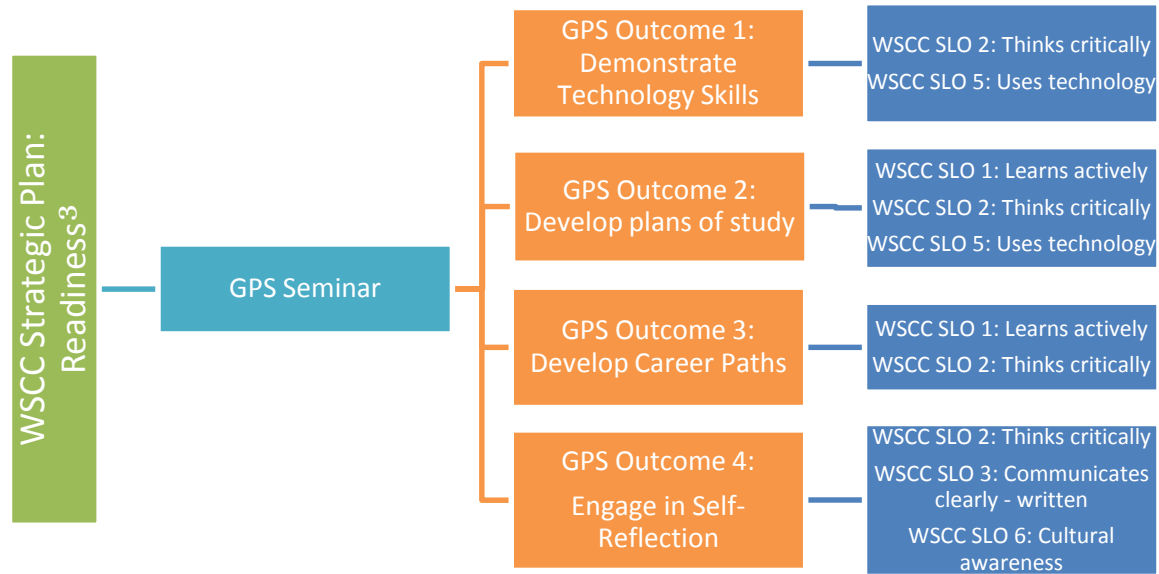 WSCC Strategic Plan:
Readiness³
GPS Seminar
GPS Outcome 1:
Demonstrate
Technology Skills
WSCC SLO 2: Thinks critically
WSCC SLO 5: Uses technology
GPS Outcome 2:
Develop plans of study
WSCC SLO 1: Learns actively
WSCC SLO 2: Thinks critically
WSCC SLO 5: Uses technology
GPS Outcome 3:
Develop Career Paths
WSCC SLO 1: Learns actively
WSCC SLO 2: Thinks critically
GPS Outcome 4:
Engage in Self-
Reflection
WSCC SLO 2: Thinks critically
WSCC SLO 3: Communicates
clearly - written
WSCC SLO 6: Cultural
awareness